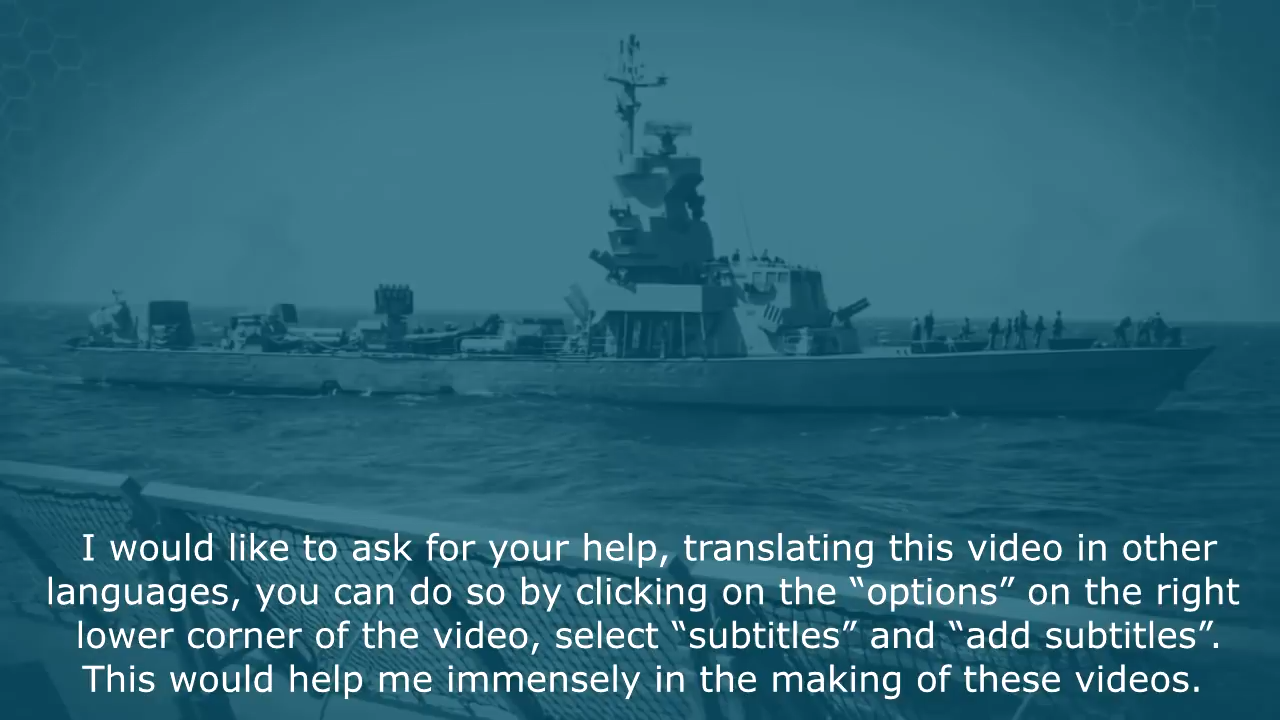 I would like to ask for your help, translating this video in other
languages, you can do so by clicking on the “options” on the right
lower corner of the video, select “subtitles” and “add subtitles”.
This would help me immensely in the making of these videos.